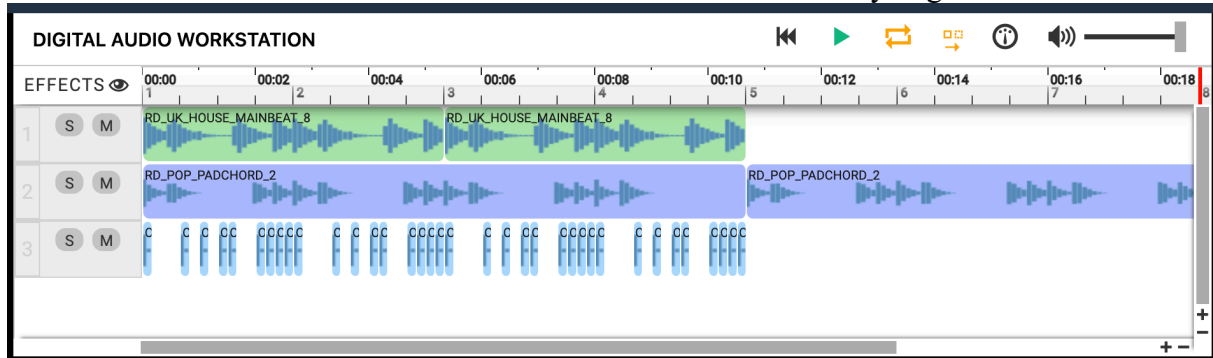 DIGITAL AUDIO WORKSTATION
EFFECTS
00:00 00:02 00:04 00:06 00:08 00:10 00:12 00:14 00:16 00:18
1 2 3 4 5 6 7 8
1 S M RD_UK_HOUSE_MAINBEAT_8 RD_UK_HOUSE_MAINBEAT_8
2 S M RD_POP_PADCHORD_2 RD_POP_PADCHORD_2
3 S M